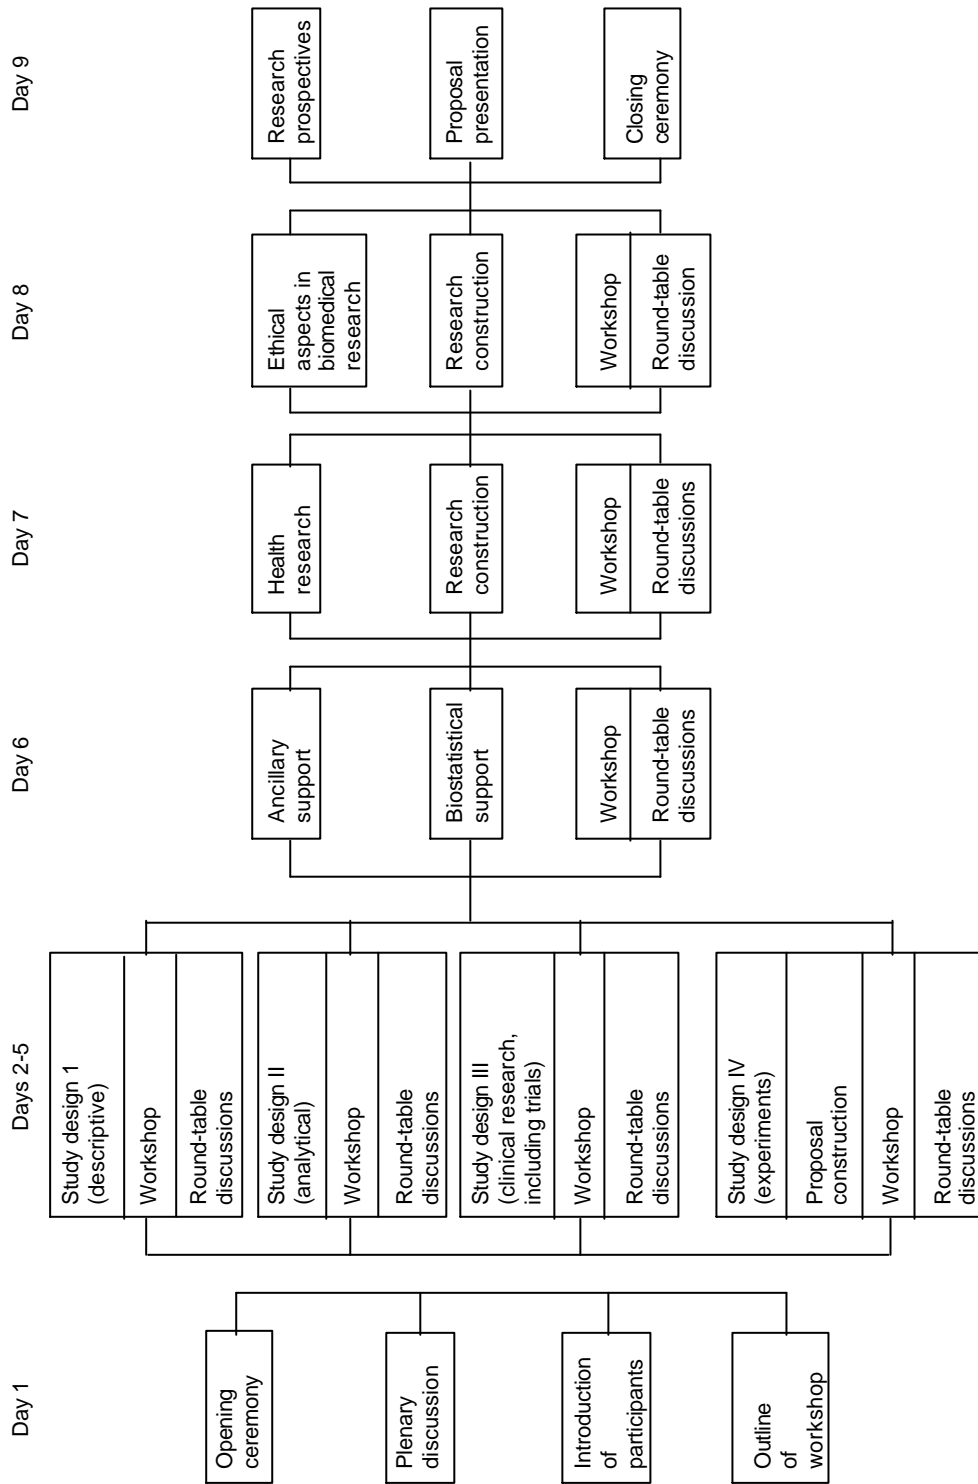 Day 1
Opening
ceremony
Plenary
discussion
Introduction
of
participants
Outline
of
workshop
Days 2-5
Study design 1
(descriptive)
Workshop
Round-table
discussions
Study design II
(analytical)
Workshop
Round-table
discussions
Study design III
(clinical research,
including trials)
Workshop
Round-table
discussions
Study design IV
(experiments)
Proposal
construction
Workshop
Round-table
discussions
Day 6
Ancillary
support
Biostatistical
support
Workshop
Round-table
discussions
Day 7
Health
research
Research
construction
Workshop
Round-table
discussions
Day 8
Ethical
aspects in
biomedical
research
Research
construction
Workshop
Round-table
discussion
Day 9
Research
prospectives
Proposal
presentation
Closing
ceremony